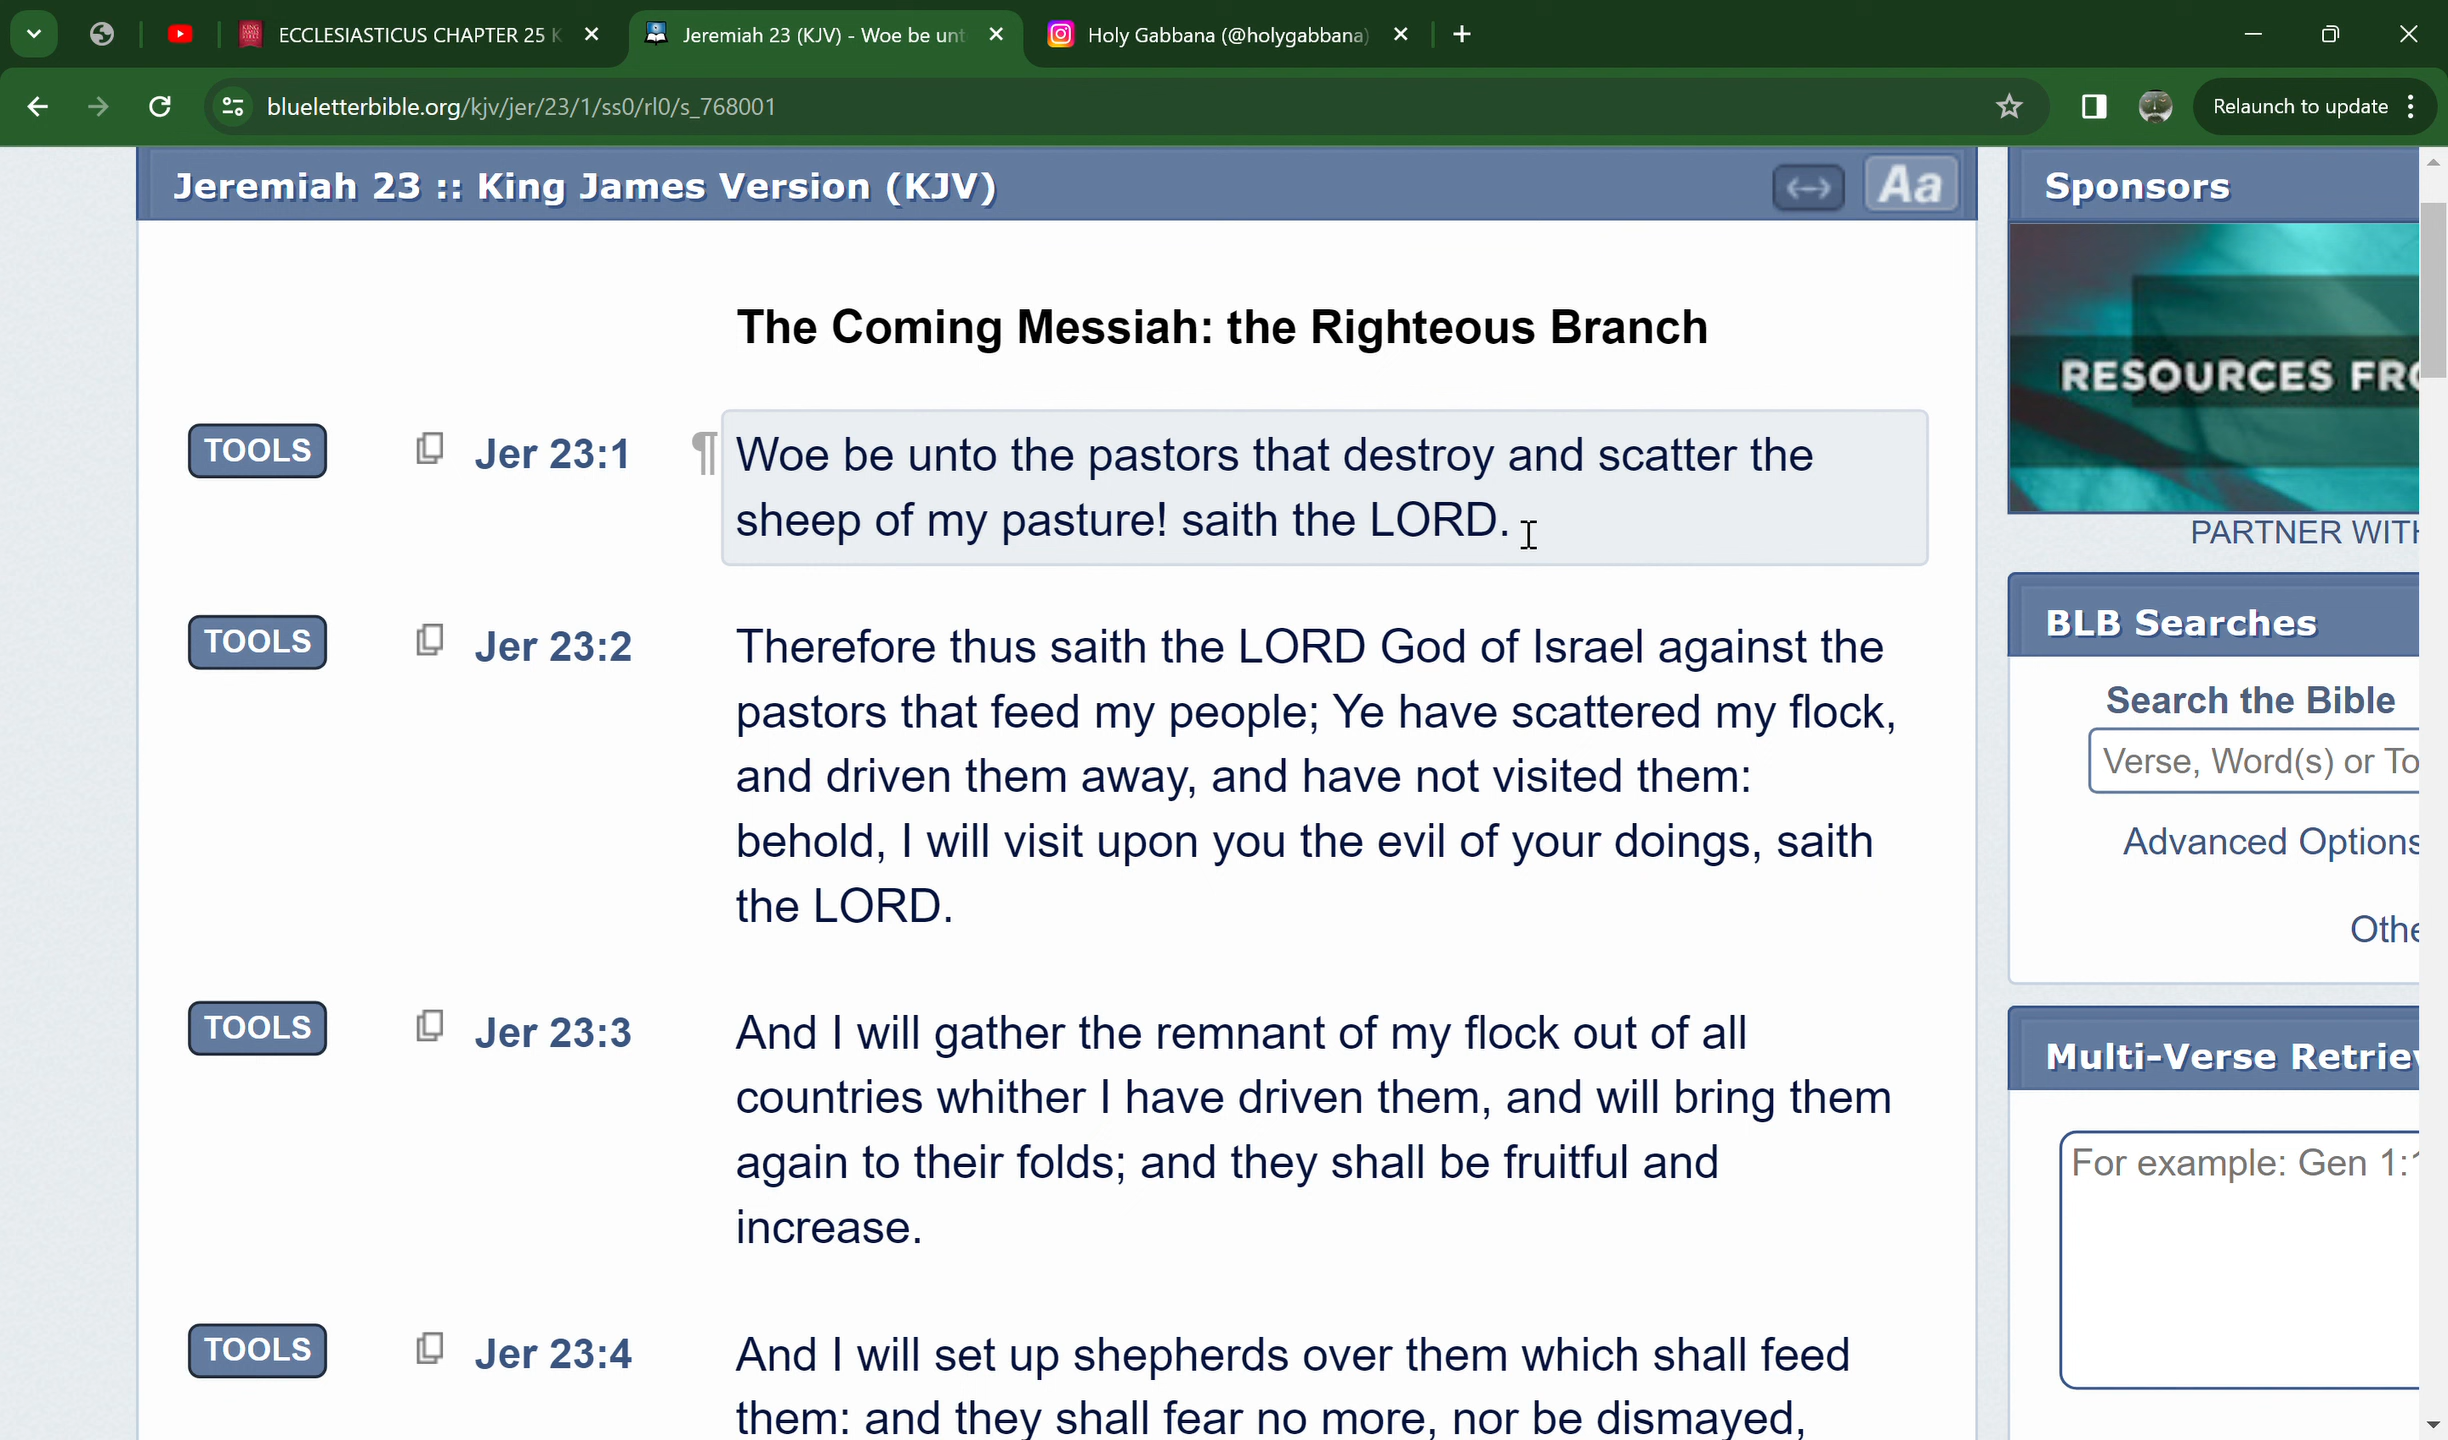 ECCLESIASTICUS CHAPTER 25 K
Jeremiah 23 (KJV) - Woe be unt
Holy Gabbana (@holygabbana)
blueletterbible.org/kjv/jer/23/1/ss0/rl0/s_768001
Relaunch to update
Jeremiah 23 :: King James Version (KJV)
Aa
Sponsors
The Coming Messiah: the Righteous Branch
RESOURCES FRO
TOOLS
Jer 23:1
¶ Woe be unto the pastors that destroy and scatter the
sheep of my pasture! saith the LORD.
PARTNER WITH
BLB Searches
TOOLS
Jer 23:2
Therefore thus saith the LORD God of Israel against the
pastors that feed my people; Ye have scattered my flock,
and driven them away, and have not visited them:
behold, I will visit upon you the evil of your doings, saith
the LORD.
Search the Bible
Verse, Word(s) or To
Advanced Options
Othe
TOOLS
Jer 23:3
And I will gather the remnant of my flock out of all
countries whither I have driven them, and will bring them
again to their folds; and they shall be fruitful and
increase.
Multi-Verse Retriev
For example: Gen 1:1
TOOLS
Jer 23:4
And I will set up shepherds over them which shall feed
them: and they shall fear no more, nor be dismayed,